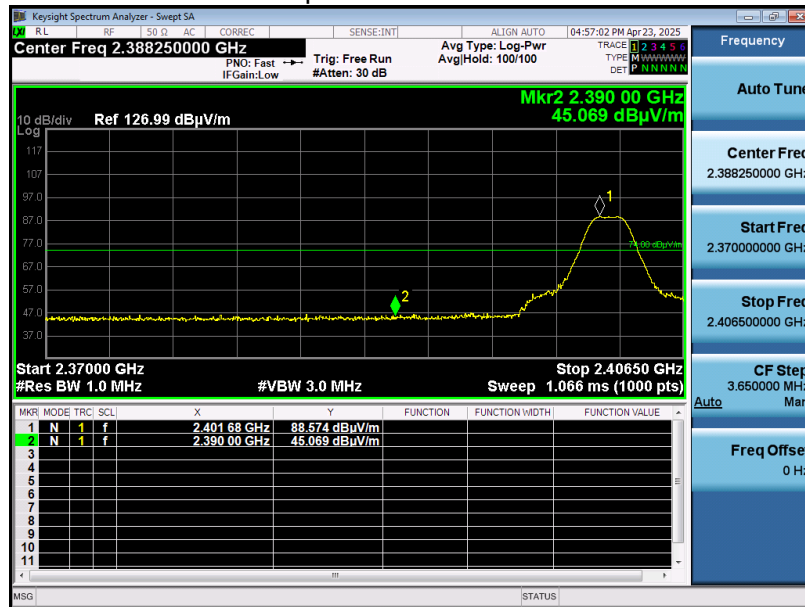 Keysight Spectrum Analyzer - Swept SA
LXI RL RF 50 Ω AC CORREC SENSE:INT ALIGN AUTO 04:57:02 PM Apr 23, 2025
Center Freq 2.388250000 GHz
PNO: Fast
IFGain:Low
Trig: Free Run
#Atten: 30 dB
Avg Type: Log-Pwr
Avg|Hold: 100/100
TRACE 1 2 3 4 5 6
TYPE M WWWWW
DET P N N N N N
Mkr2 2.390 00 GHz
45.069 dBµV/m
10 dB/div Ref 126.99 dBµV/m
Log
117
107
97.0
87.0
77.0
67.0
57.0
47.0
37.0
1
74.00 dBµV/m
2
Start 2.37000 GHz Stop 2.40650 GHz
#Res BW 1.0 MHz #VBW 3.0 MHz Sweep 1.066 ms (1000 pts)
MKR MODE TRC SCL X Y FUNCTION FUNCTION WIDTH FUNCTION VALUE
1 N 1 f 2.401 68 GHz 88.574 dBµV/m
2 N 1 f 2.390 00 GHz 45.069 dBµV/m
3
4
5
6
7
8
9
10
11
MSG STATUS
Frequency
Auto Tune
Center Freq
2.388250000 GHz
Start Freq
2.370000000 GHz
Stop Freq
2.406500000 GHz
CF Step
3.650000 MHz
Auto Man
Freq Offset
0 Hz